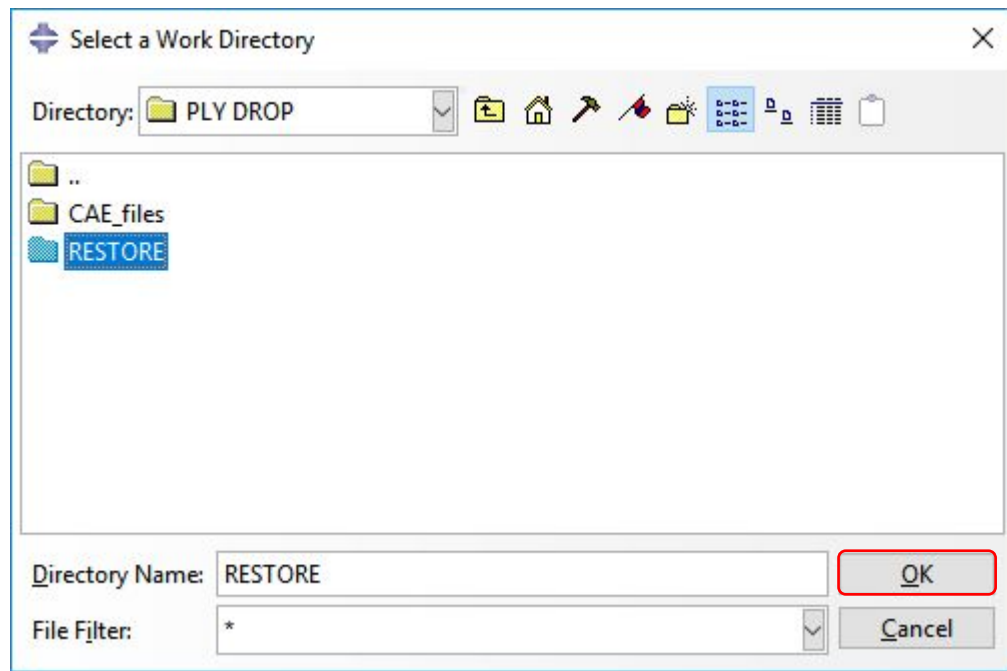 Select a Work Directory
Directory: PLY DROP
..
CAE_files
RESTORE
Directory Name: RESTORE OK
File Filter: * Cancel